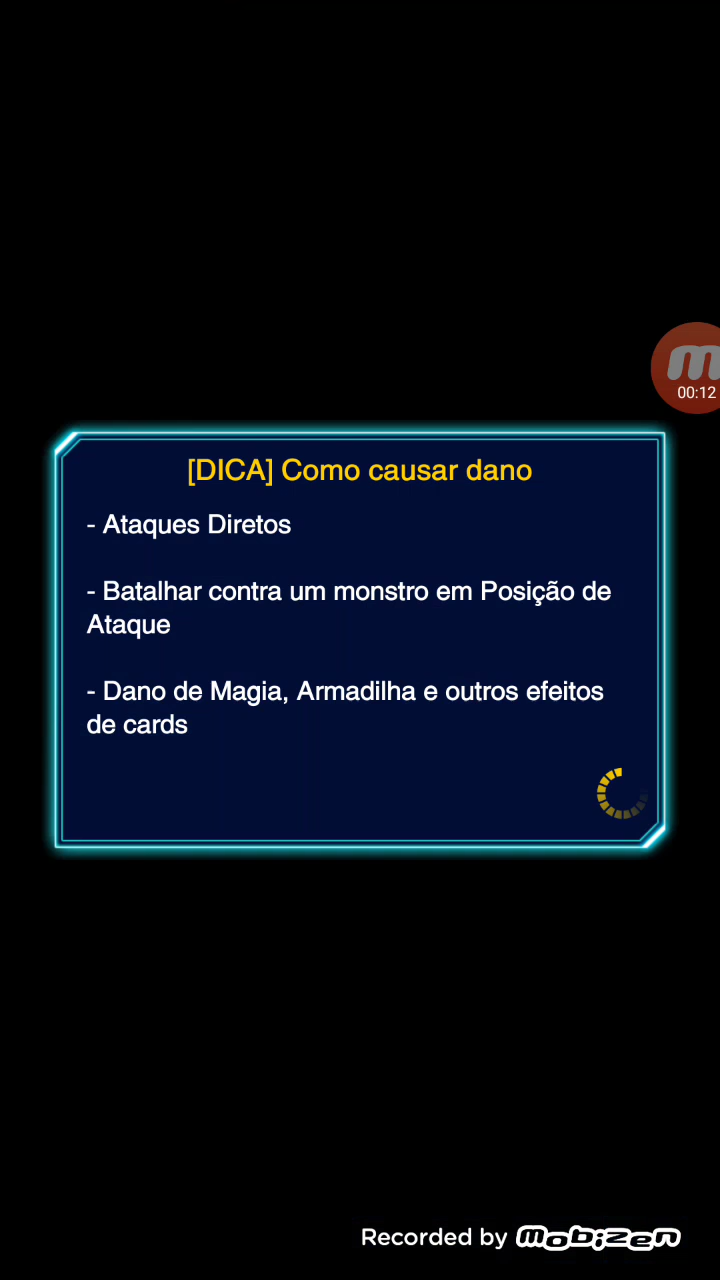 00:12
[DICA] Como causar dano
- Ataques Diretos
- Batalhar contra um monstro em Posição de
Ataque
- Dano de Magia, Armadilha e outros efeitos
de cards
Recorded by mobizen